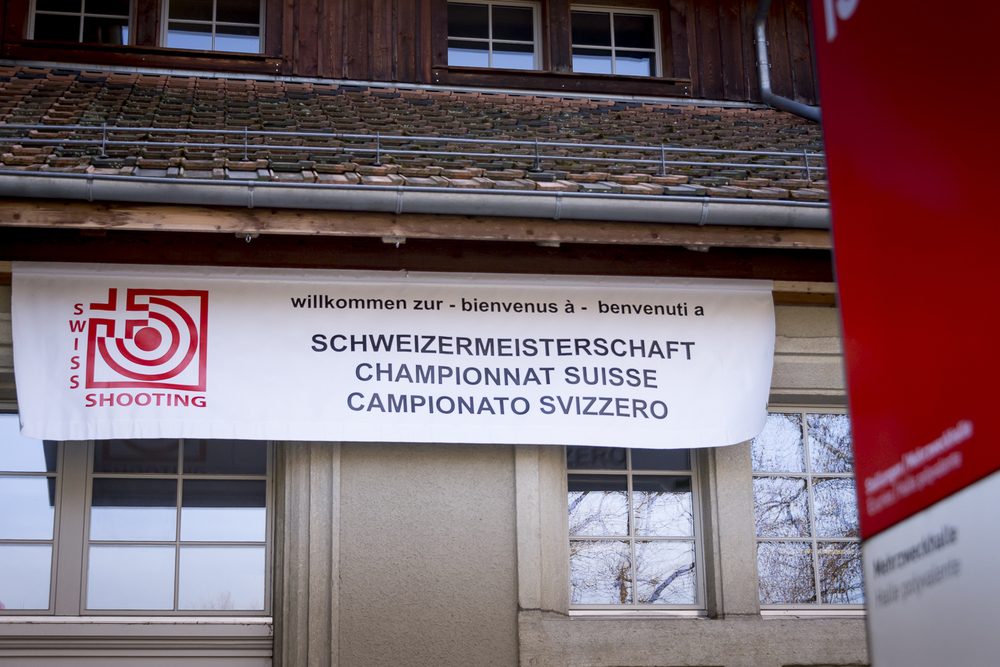 willkommen zur - bienvenus à - benvenuti a
SCHWEIZERMEISTERSCHAFT
CHAMPIONNAT SUISSE
CAMPIONATO SVIZZERO
SWISS
SHOOTING
Mehrzweckhalle
Halle polyvalente